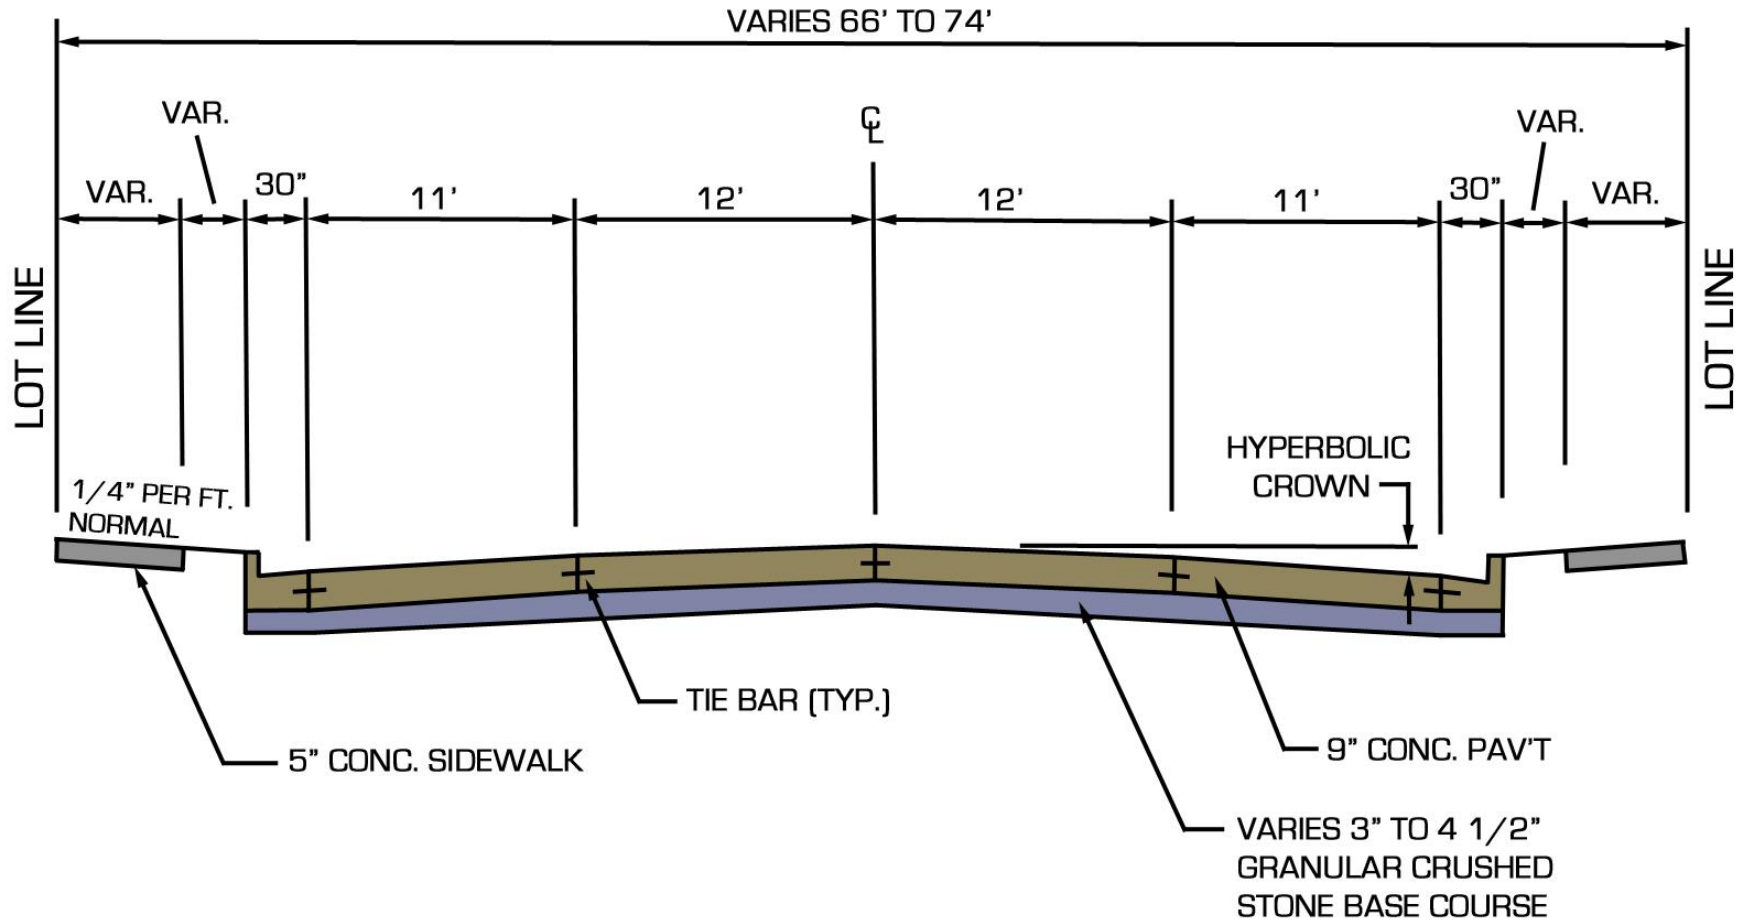 VARIES 66' TO 74'
VAR.
℄
VAR.
VAR.
30"
11'
12'
12'
11'
30"
VAR.
LOT LINE
LOT LINE
1/4" PER FT.
NORMAL
HYPERBOLIC
CROWN
TIE BAR (TYP.)
5" CONC. SIDEWALK
9" CONC. PAV'T
VARIES 3" TO 4 1/2"
GRANULAR CRUSHED
STONE BASE COURSE